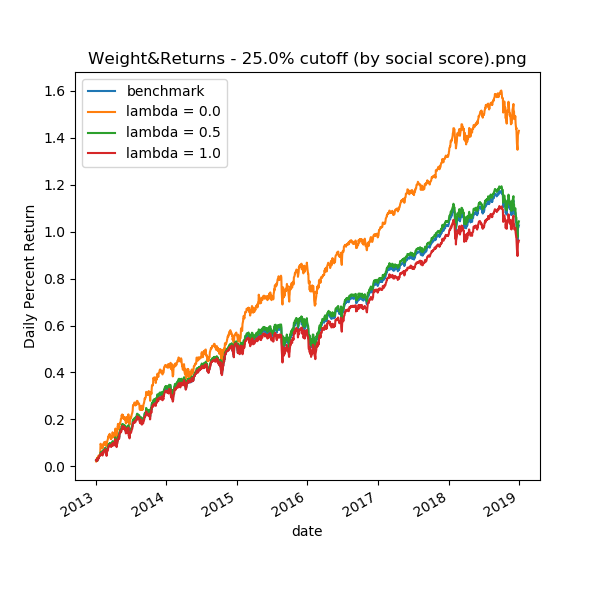 Weight&Returns - 25.0% cutoff (by social score).png
benchmark
lambda = 0.0
lambda = 0.5
lambda = 1.0
Daily Percent Return
1.6
1.4
1.2
1.0
0.8
0.6
0.4
0.2
0.0
2013
2014
2015
2016
2017
2018
2019
date